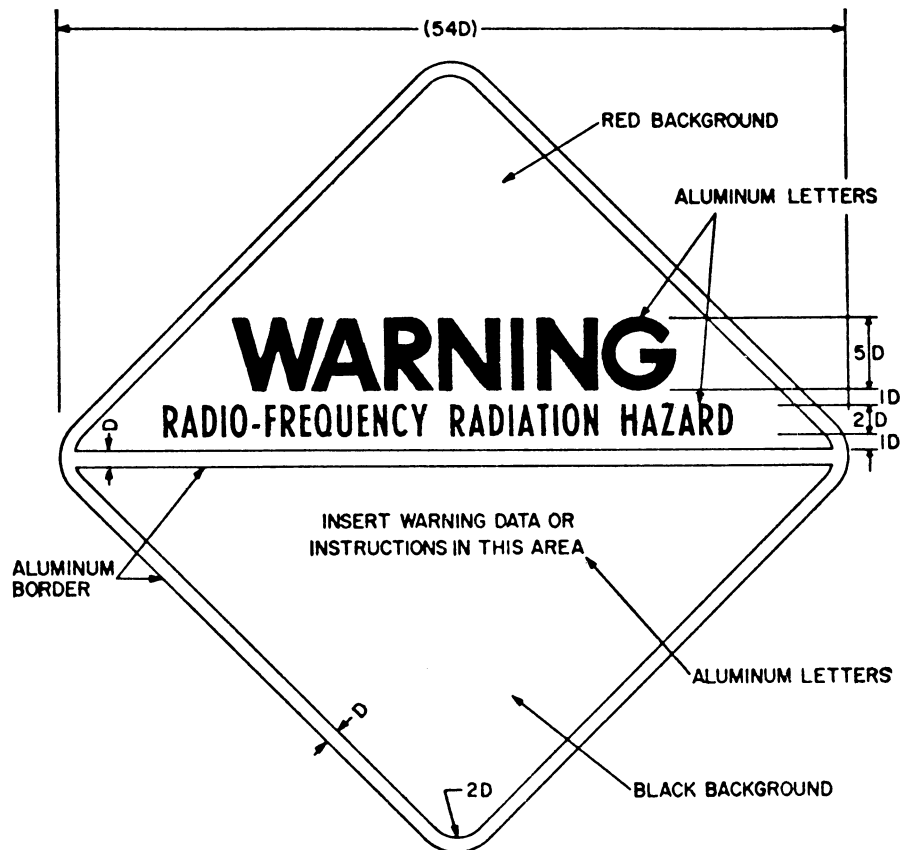 (54D)
RED BACKGROUND
ALUMINUM LETTERS
WARNING
5D
1D
RADIO-FREQUENCY RADIATION HAZARD
2D
1D
D
INSERT WARNING DATA OR
INSTRUCTIONS IN THIS AREA
ALUMINUM
BORDER
ALUMINUM LETTERS
D
2D
BLACK BACKGROUND